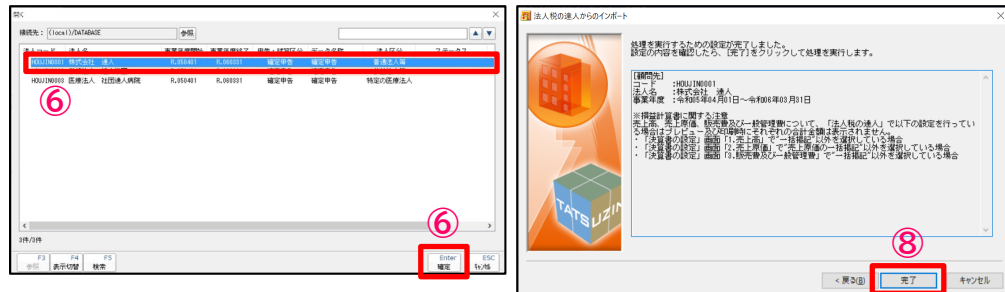 開く
接続先： (local)/DATABASE
参照
法人コード 法人名 事業年度開始 事業年度終了 申告・試算区分 データ名称 法人区分 ステータス
HOUJIN0001 株式会社 達人 R.050401 R.060331 確定申告 確定申告 普通法人等
HOUJIN0003 医療法人 社団達人病院 R.050401 R.060331 確定申告 確定申告 特定の医療法人
⑥
⑥
3件/3件
F3 参照
F4 表示切替
F5 検索
Enter 確定
ESC ｷｬﾝｾﾙ
法人税の達人からのインポート
処理を実行するための設定が完了しました。
設定の内容を確認したら、[完了]をクリックして処理を実行します。
[顧問先]
コード ：HOUJIN0001
法人名 ：株式会社 達人
事業年度 ：令和05年04月01日～令和06年03月31日
※損益計算書に関する注意
売上高、売上原価、販売費及び一般管理費について、「法人税の達人」で以下の設定を行ってい
る場合はプレビュー及び印刷時にそれぞれの合計金額は表示されません。
・「決算書の設定」画面「1.売上高」で"一括掲記"以外を選択している場合
・「決算書の設定」画面「2.売上原価」で"売上原価の一括掲記"以外を選択している場合
・「決算書の設定」画面「3.販売費及び一般管理費」で"一括掲記"以外を選択している場合
TATSUZIN
⑧
< 戻る(B)
完了
キャンセル